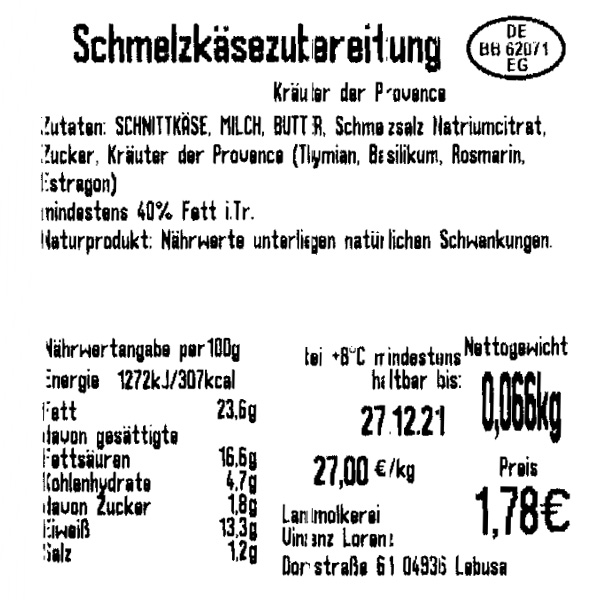 Schmelzkäsezubereitung
DE
BB 62071
EG
Kräuter der Provence
Zutaten: SCHNITTKÄSE, MILCH, BUTTER, Schmelzsalz Natriumcitrat,
Zucker, Kräuter der Provence (Thymian, Basilikum, Rosmarin,
Estragon)
mindestens 40% Fett i.Tr.
Naturprodukt: Nährwerte unterliegen natürlichen Schwankungen.
Nährwertangabe per 100g
Energie 1272kJ/307kcal
Fett 23,6g
davon gesättigte
Fettsäuren 16,6g
Kohlenhydrate 4,7g
davon Zucker 1,8g
Eiweiß 13,3g
Salz 1,2g
bei +8°C mindestens
haltbar bis:
27.12.21
27,00 €/kg
Nettogewicht
0,066kg
Preis
1,78€
Landmolkerei
Vinzenz Lorenz
Dorfstraße 61 04936 Lebusa